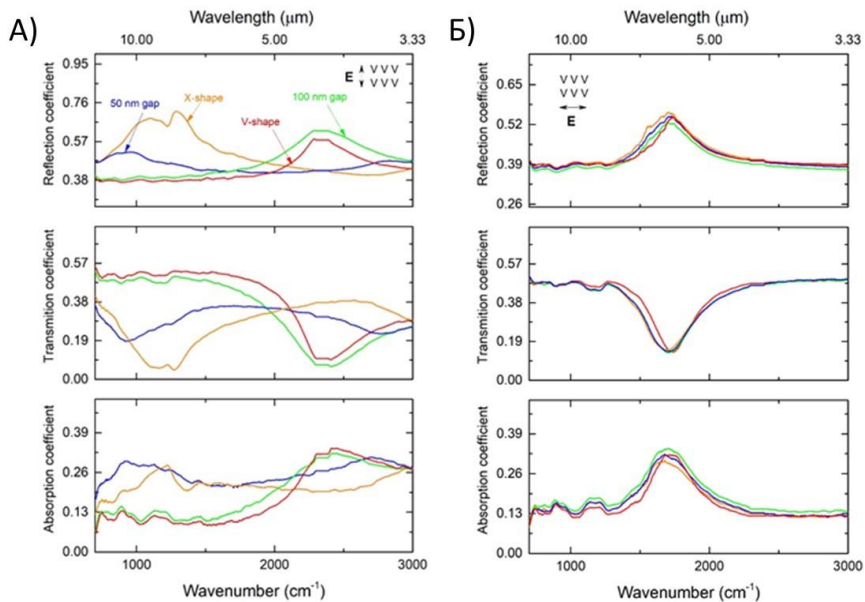 А)
Wavelength (μm)
10.00 5.00 3.33
Reflection coefficient
0.95
0.76
0.57
0.38
E
V V V
V V V
50 nm gap
X-shape
V-shape
100 nm gap
Transmition coefficient
0.57
0.38
0.19
0.00
Absorption coefficient
0.39
0.26
0.13
0.00
1000 2000 3000
Wavenumber (cm⁻¹)
Б)
Wavelength (μm)
10.00 5.00 3.33
Reflection coefficient
0.65
0.52
0.39
0.26
V V V
V V V
E
Transmition coefficient
0.57
0.38
0.19
0.00
Absorption coefficient
0.39
0.26
0.13
0.00
1000 2000 3000
Wavenumber (cm⁻¹)